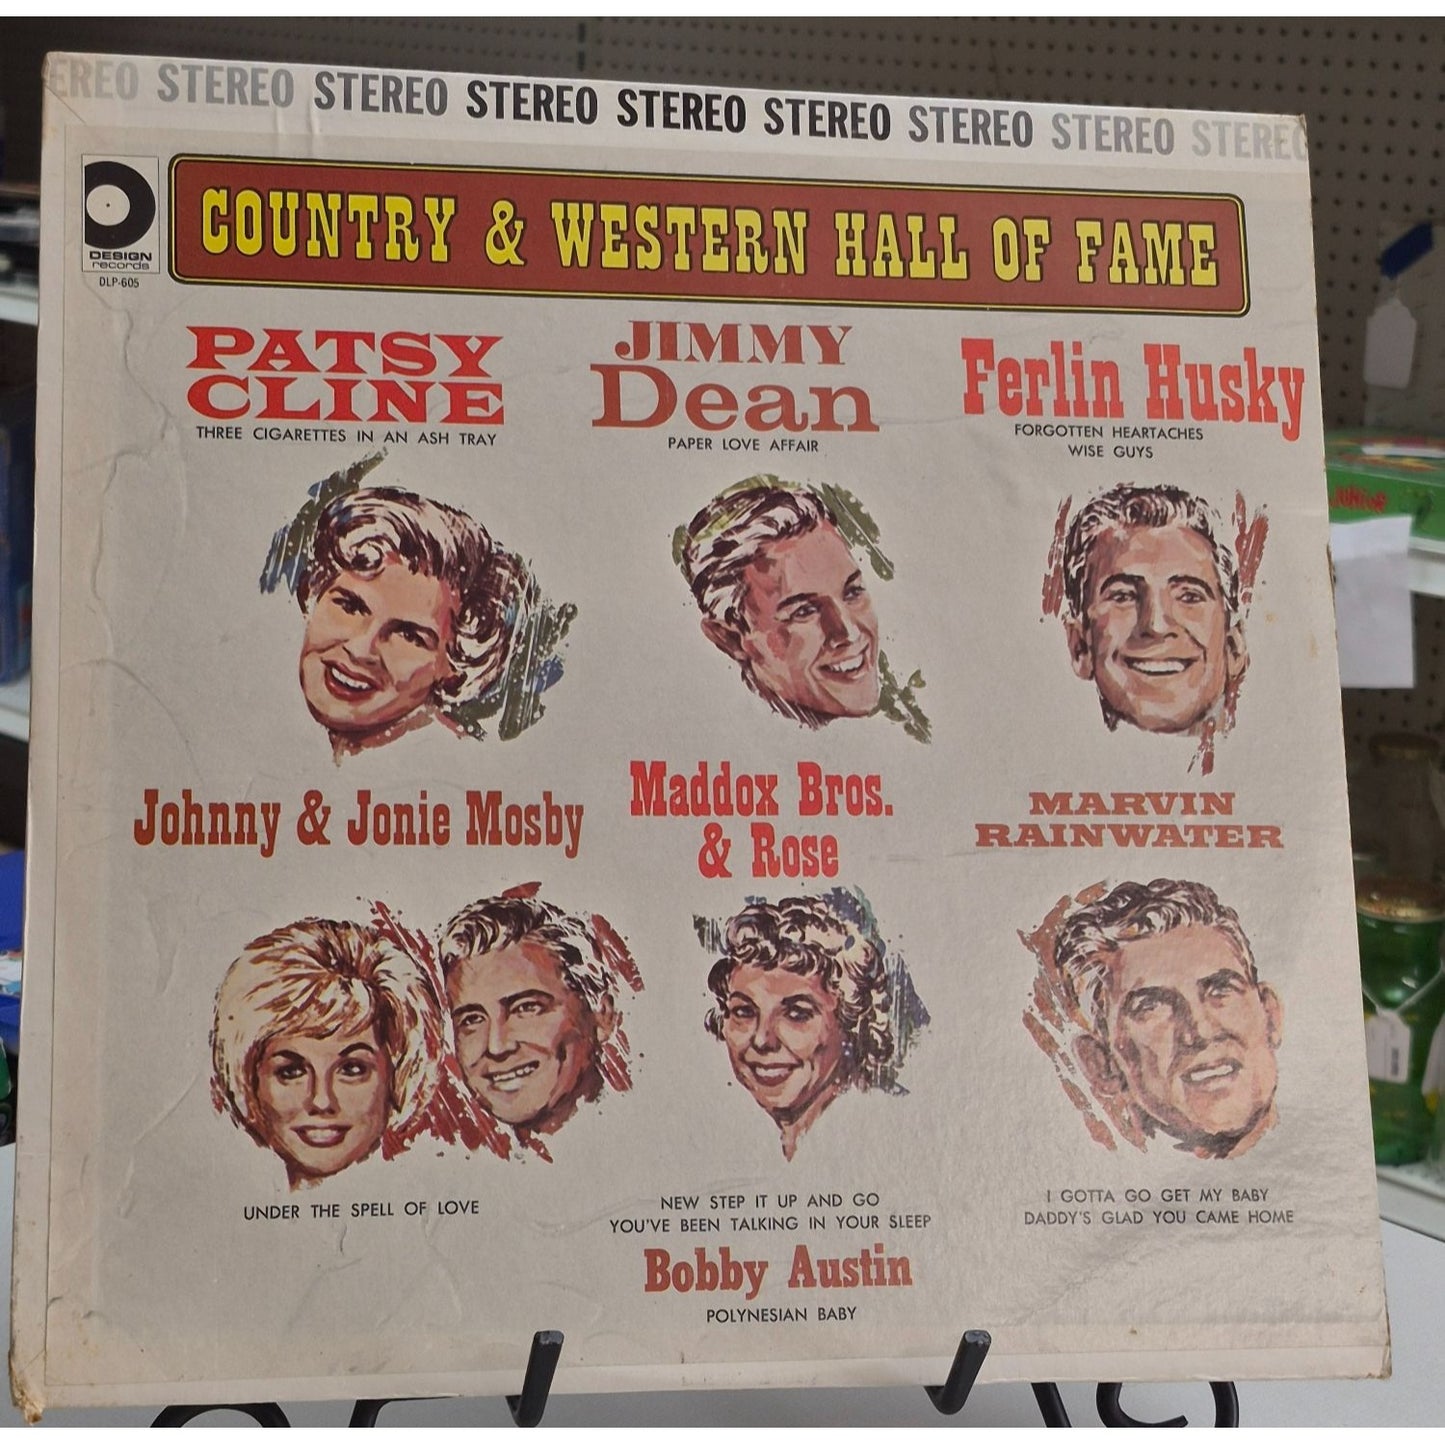 EREO STEREO STEREO STEREO STEREO STEREO STEREO STEREO STEREO
DESIGN
records
DLP-605
COUNTRY & WESTERN HALL OF FAME
PATSY
CLINE
THREE CIGARETTES IN AN ASH TRAY
JIMMY
Dean
PAPER LOVE AFFAIR
Ferlin Husky
FORGOTTEN HEARTACHES
WISE GUYS
JUNIOR
Johnny & Jonie Mosby
UNDER THE SPELL OF LOVE
Maddox Bros.
& Rose
NEW STEP IT UP AND GO
YOU'VE BEEN TALKING IN YOUR SLEEP
MARVIN
RAINWATER
I GOTTA GO GET MY BABY
DADDY'S GLAD YOU CAME HOME
Bobby Austin
POLYNESIAN BABY